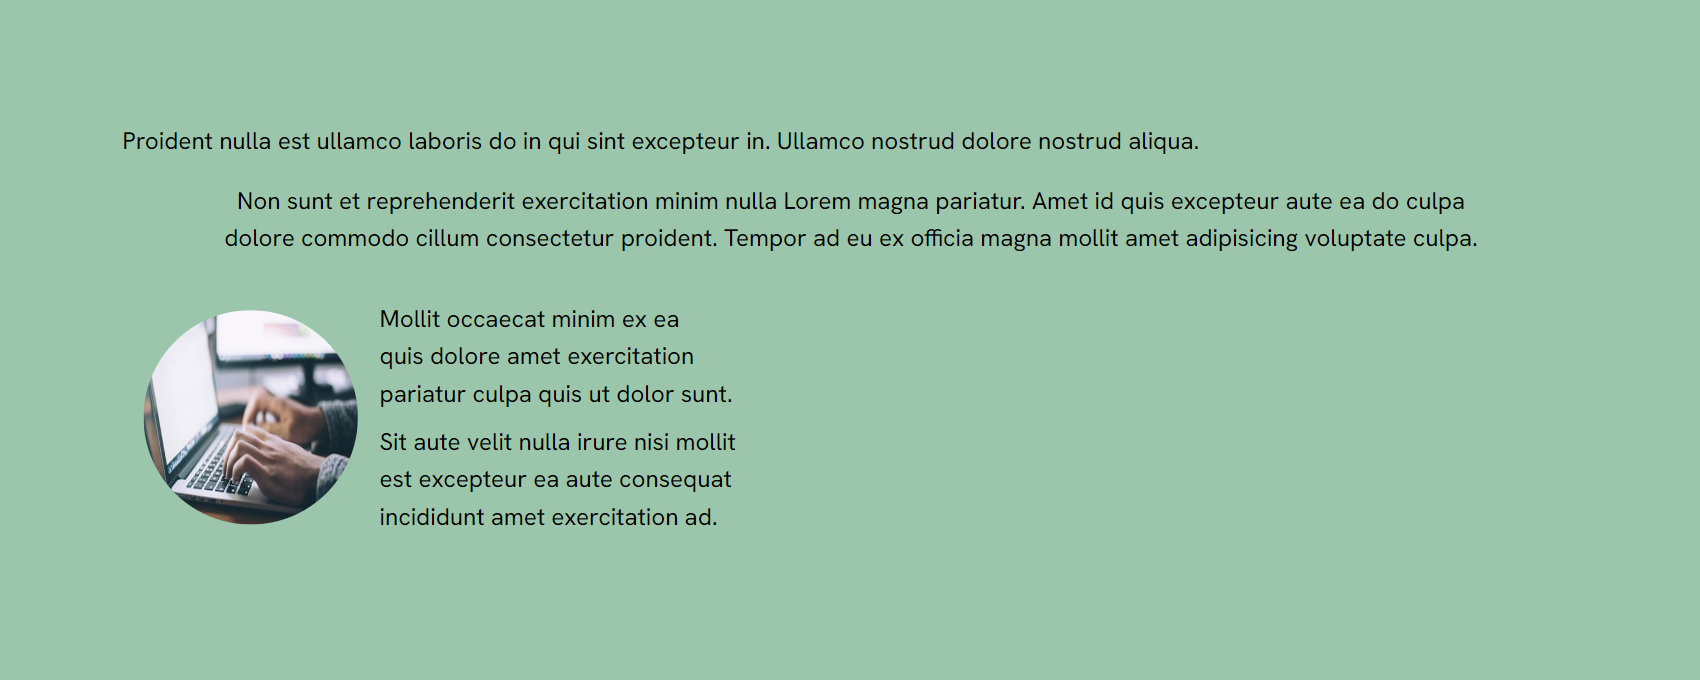 Proident nulla est ullamco laboris do in qui sint excepteur in. Ullamco nostrud dolore nostrud aliqua.
Non sunt et reprehenderit exercitation minim nulla Lorem magna pariatur. Amet id quis excepteur aute ea do culpa
dolore commodo cillum consectetur proident. Tempor ad eu ex officia magna mollit amet adipisicing voluptate culpa.
Mollit occaecat minim ex ea
quis dolore amet exercitation
pariatur culpa quis ut dolor sunt.
Sit aute velit nulla irure nisi mollit
est excepteur ea aute consequat
incididunt amet exercitation ad.